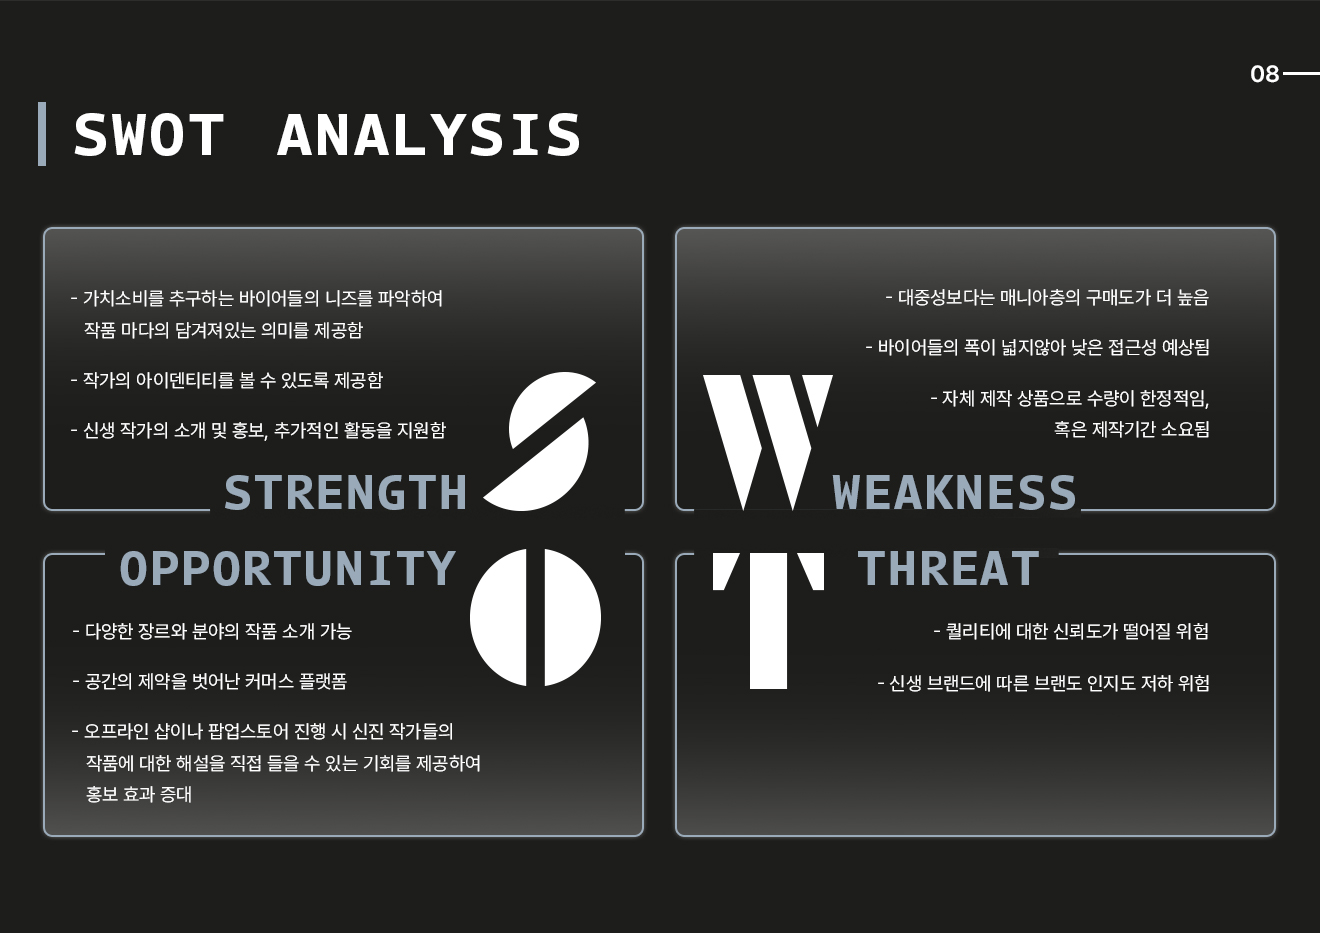 08
SWOT ANALYSIS
- 가치소비를 추구하는 바이어들의 니즈를 파악하여
작품 마다의 담겨져있는 의미를 제공함
- 작가의 아이덴티티를 볼 수 있도록 제공함
- 신생 작가의 소개 및 홍보, 추가적인 활동을 지원함
STRENGTH
S
- 대중성보다는 매니아층의 구매도가 더 높음
- 바이어들의 폭이 넓지않아 낮은 접근성 예상됨
- 자체 제작 상품으로 수량이 한정적임,
혹은 제작기간 소요됨
W
WEAKNESS
OPPORTUNITY
O
- 다양한 장르와 분야의 작품 소개 가능
- 공간의 제약을 벗어난 커머스 플랫폼
- 오프라인 샵이나 팝업스토어 진행 시 신진 작가들의
작품에 대한 해설을 직접 들을 수 있는 기회를 제공하여
홍보 효과 증대
T
THREAT
- 퀄리티에 대한 신뢰도가 떨어질 위험
- 신생 브랜드에 따른 브랜도 인지도 저하 위험